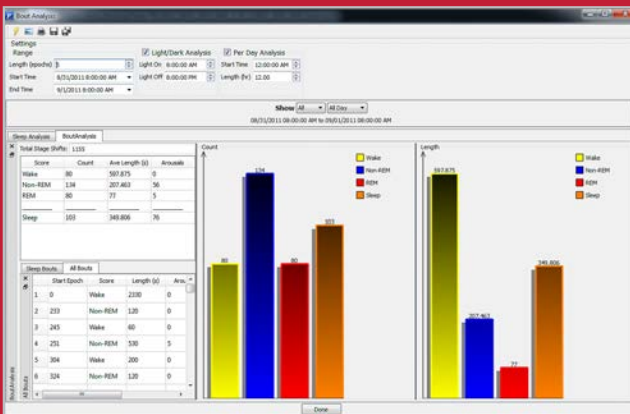 Bout Analysis
Settings
Range
Light/Dark Analysis
Per Day Analysis
Length (epochs) 5
Light On 6:00:00 AM
Start Time 12:00:00 AM
Start Time 8/31/2011 8:00:00 AM
Light Off 6:00:00 PM
Length (hr) 12.00
End Time 9/1/2011 8:00:00 AM
Show All All Day
08/31/2011 08:00:00 AM to 09/01/2011 08:00:00 AM
Sleep Analysis BoutAnalysis
Total Stage Shifts: 1155
Score Count Ave Length (s) Arousals
Wake 80 597.875 0
Non-REM 134 207.463 56
REM 80 77 5
Sleep 103 349.806 76
Sleep Bouts All Bouts
Start Epoch Score Length (s) Arou
1 0 Wake 2330 0
2 233 Non-REM 120 0
3 245 Wake 60 0
4 251 Non-REM 530 5
5 304 Wake 200 0
6 324 Non-REM 120 0
BoutAnalysis
All Bouts
Count
80
134
80
103
Wake
Non-REM
REM
Sleep
Length
597.875
207.463
77
349.806
Wake
Non-REM
REM
Sleep
Done